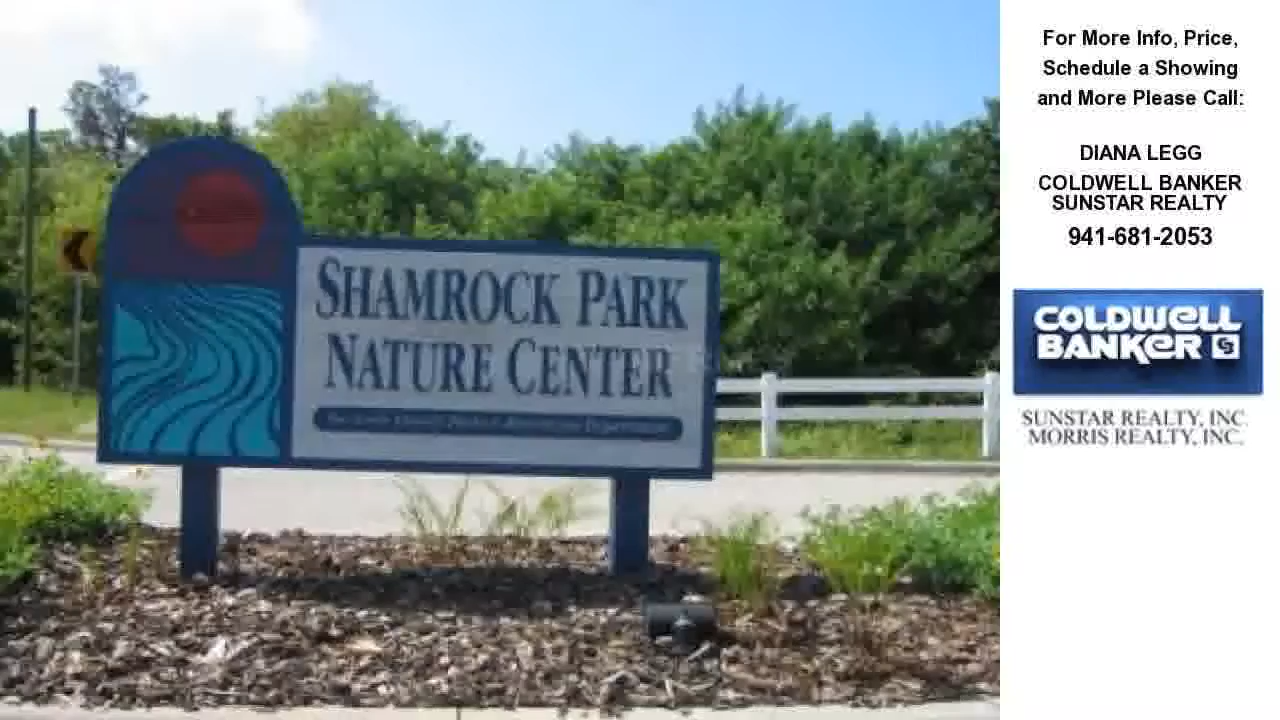 SHAMROCK PARK
NATURE CENTER
For More Info, Price,
Schedule a Showing
and More Please Call:
DIANA LEGG
COLDWELL BANKER
SUNSTAR REALTY
941-681-2053
COLDWELL
BANKER
SUNSTAR REALTY, INC.
MORRIS REALTY, INC.